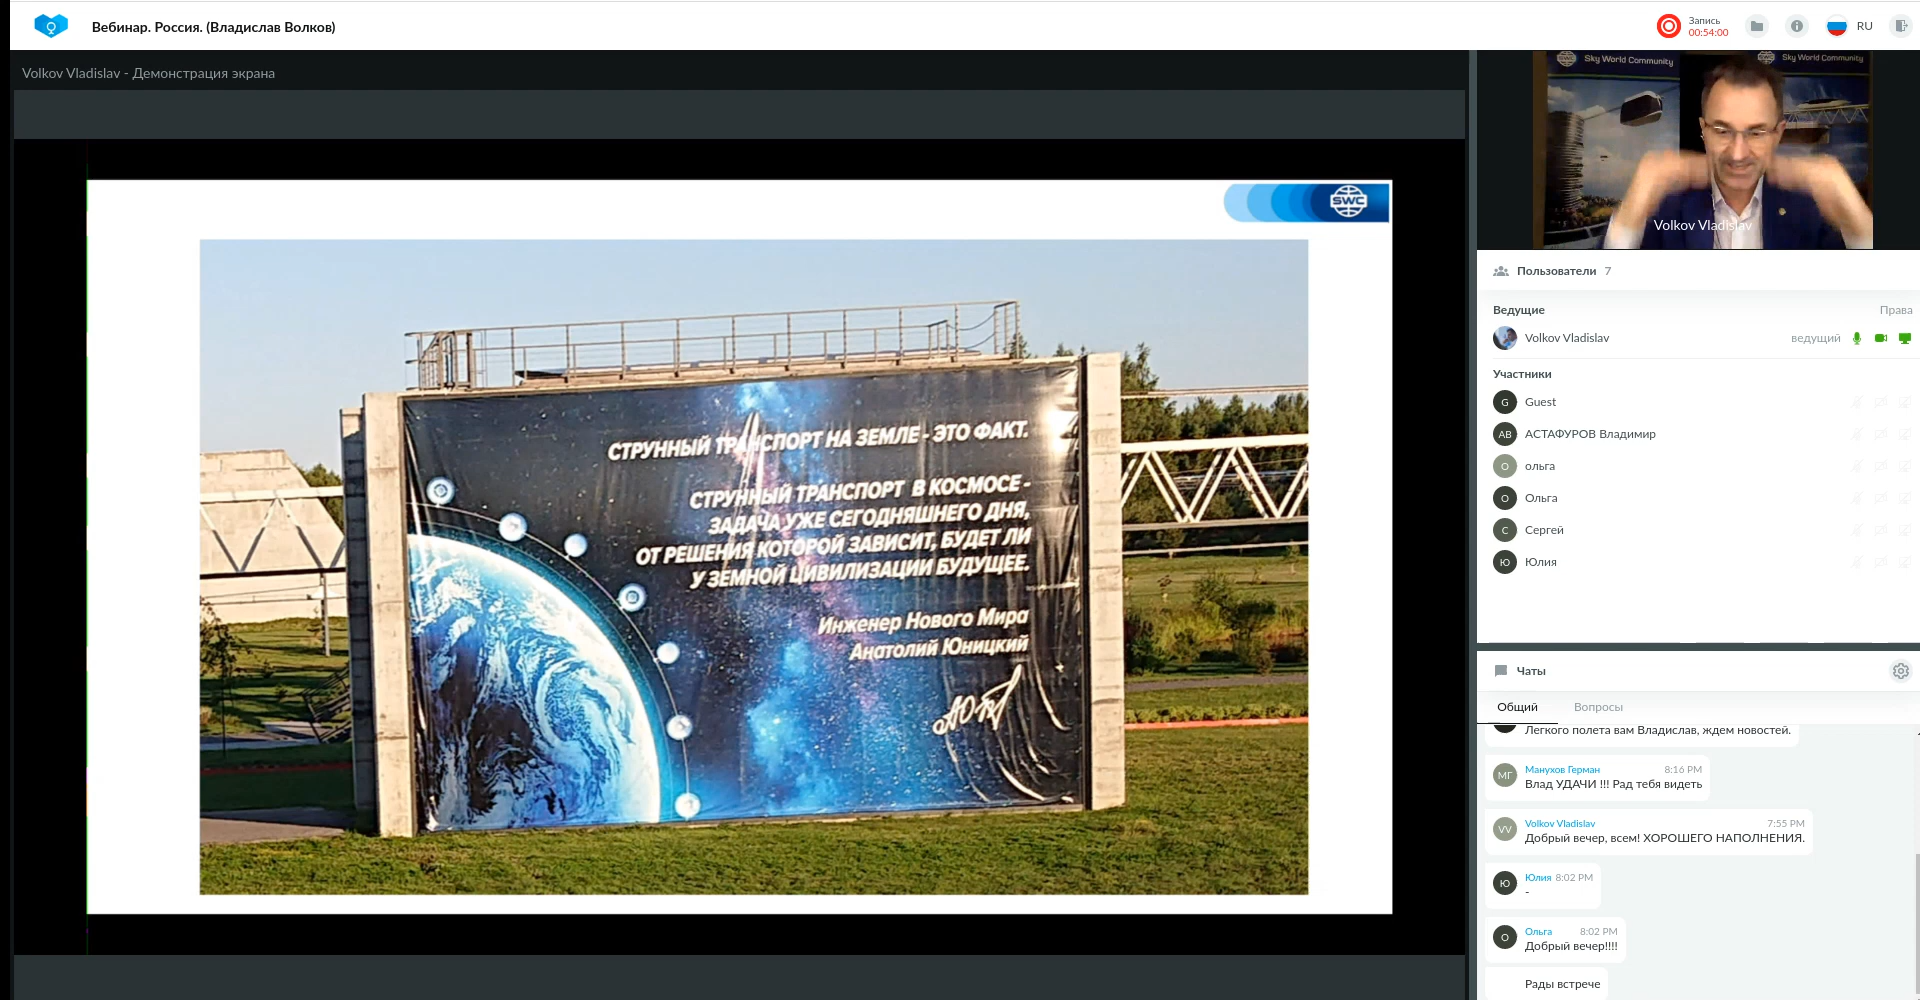 Вебинар. Россия. (Владислав Волков)
Запись
00:54:00
RU
Volkov Vladislav - Демонстрация экрана
SWC
СТРУННЫЙ ТРАНСПОРТ НА ЗЕМЛЕ - ЭТО ФАКТ.
СТРУННЫЙ ТРАНСПОРТ В КОСМОСЕ -
ЗАДАЧА УЖЕ СЕГОДНЯШНЕГО ДНЯ,
ОТ РЕШЕНИЯ КОТОРОЙ ЗАВИСИТ, БУДЕТ ЛИ
У ЗЕМНОЙ ЦИВИЛИЗАЦИИ БУДУЩЕЕ.
Инженер Нового Мира
Анатолий Юницкий
Sky World Community
Sky World Community
Volkov Vladislav
Пользователи 7
Ведущие Права
Volkov Vladislav ведущий
Участники
G Guest
АВ АСТАФУРОВ Владимир
О ольга
О Ольга
С Сергей
Ю Юлия
Чаты
Общий Вопросы
Легкого полета вам Владислав, ждем новостей.
МГ Манухов Герман 8:16 PM
Влад УДАЧИ !!! Рад тебя видеть
VV Volkov Vladislav 7:55 PM
Добрый вечер, всем! ХОРОШЕГО НАПОЛНЕНИЯ.
Ю Юлия 8:02 PM
-
О Ольга 8:02 PM
Добрый вечер!!!!
Рады встрече